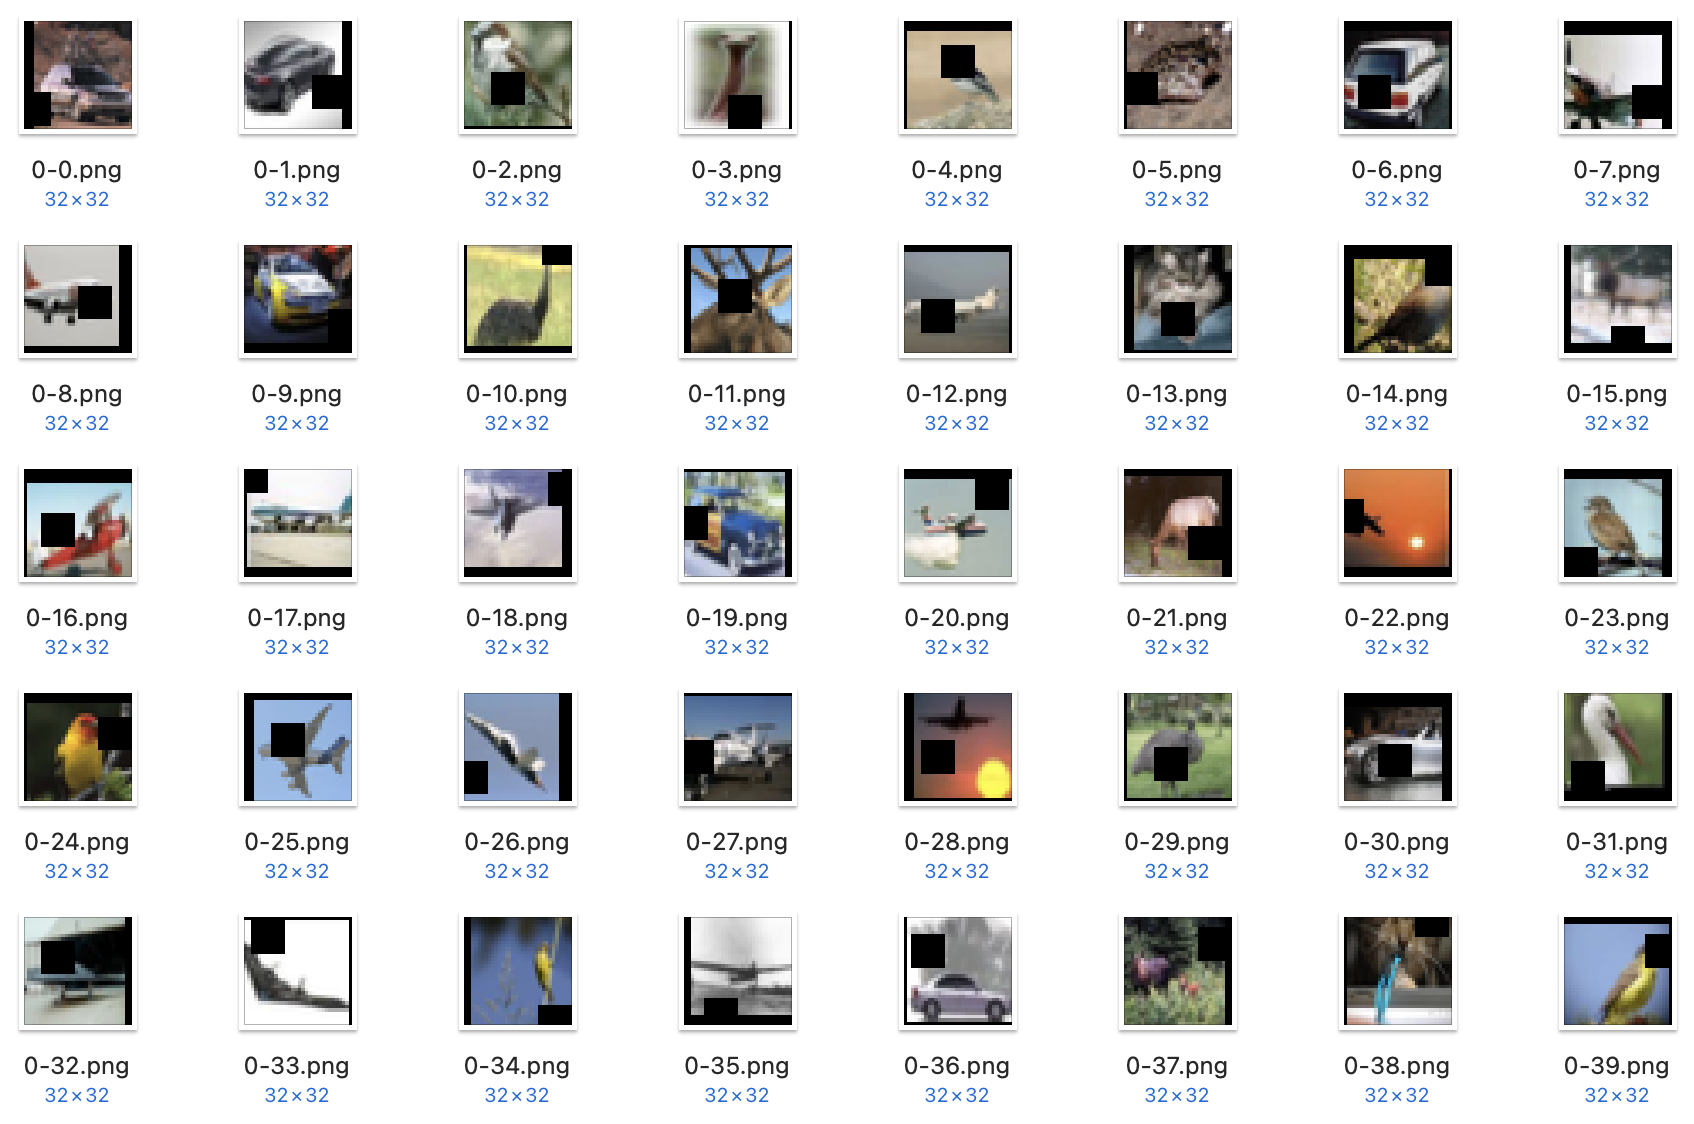 0-0.png 0-1.png 0-2.png 0-3.png 0-4.png 0-5.png 0-6.png 0-7.png
32×32 32×32 32×32 32×32 32×32 32×32 32×32 32×32
0-8.png 0-9.png 0-10.png 0-11.png 0-12.png 0-13.png 0-14.png 0-15.png
32×32 32×32 32×32 32×32 32×32 32×32 32×32 32×32
0-16.png 0-17.png 0-18.png 0-19.png 0-20.png 0-21.png 0-22.png 0-23.png
32×32 32×32 32×32 32×32 32×32 32×32 32×32 32×32
0-24.png 0-25.png 0-26.png 0-27.png 0-28.png 0-29.png 0-30.png 0-31.png
32×32 32×32 32×32 32×32 32×32 32×32 32×32 32×32
0-32.png 0-33.png 0-34.png 0-35.png 0-36.png 0-37.png 0-38.png 0-39.png
32×32 32×32 32×32 32×32 32×32 32×32 32×32 32×32